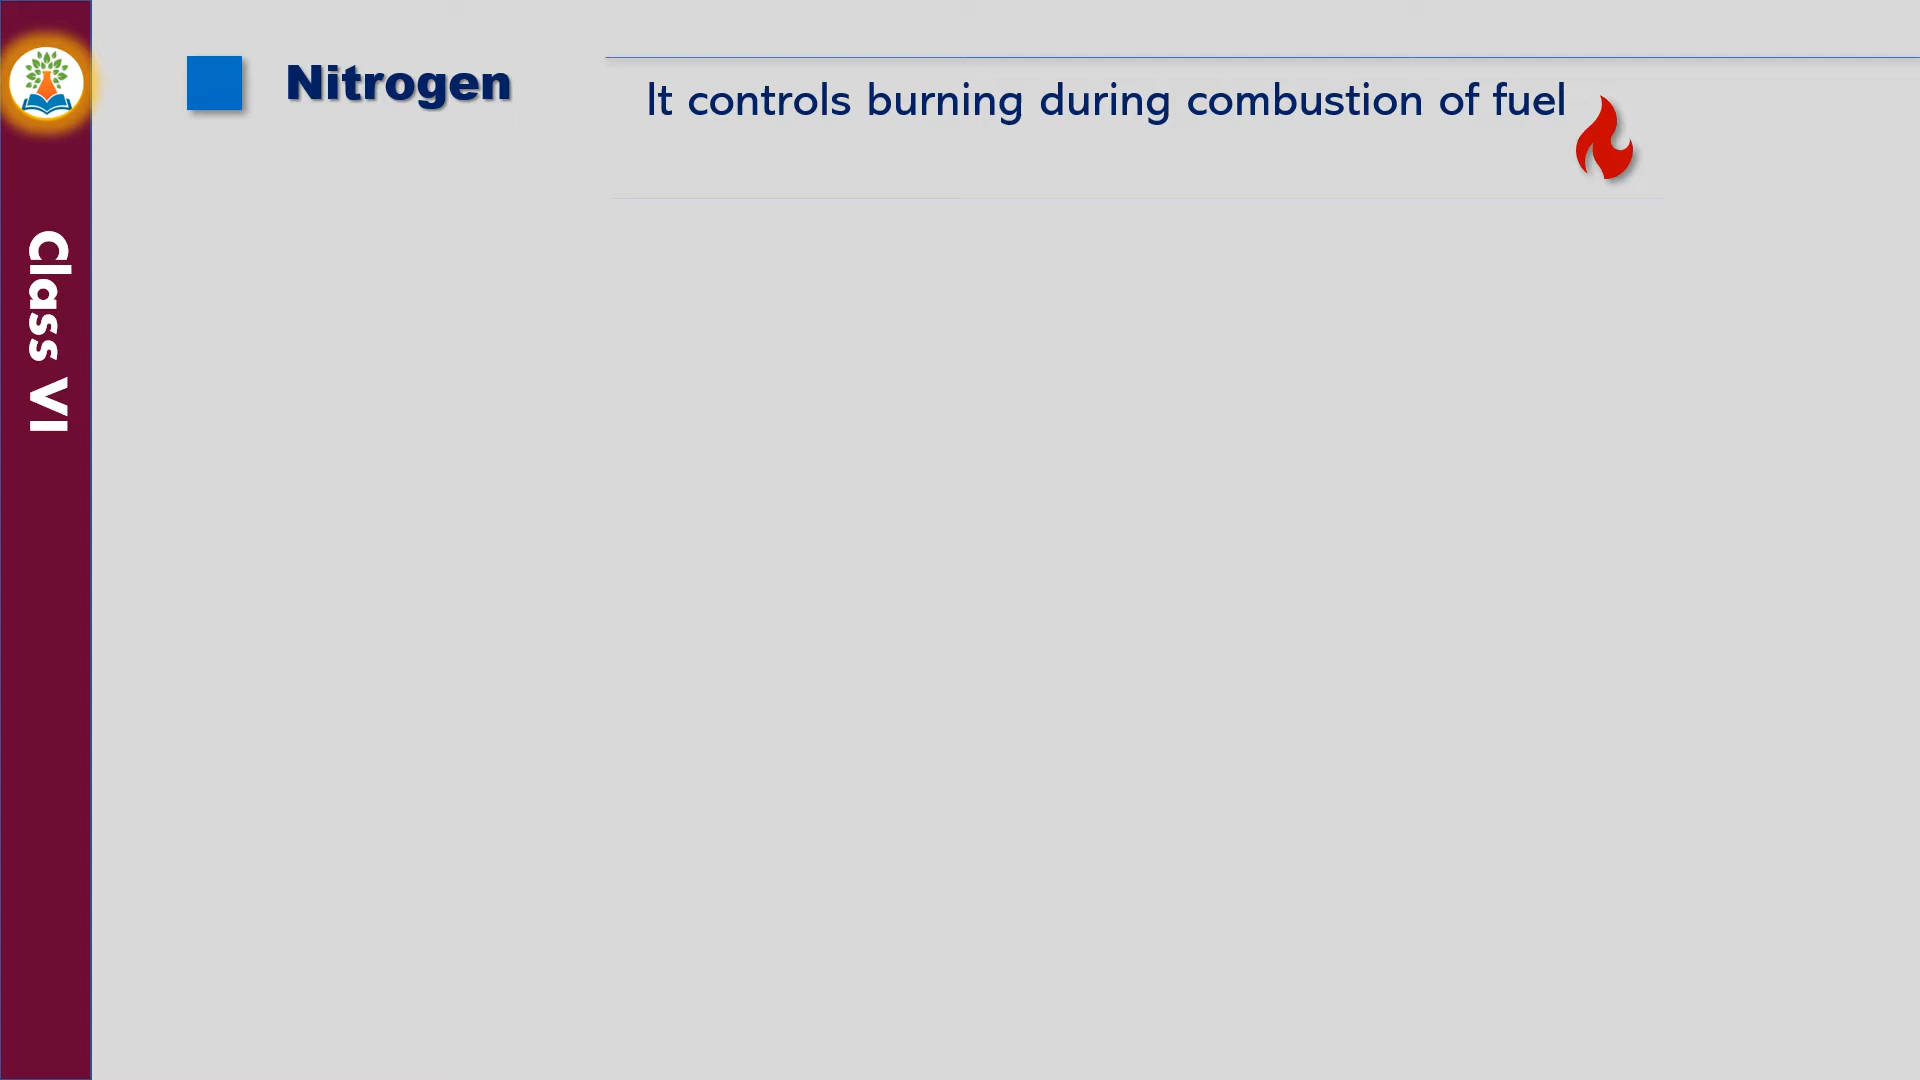 Nitrogen
It controls burning during combustion of fuel
Class VI